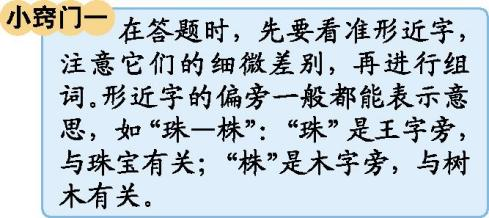 小窍门一
在答题时，先要看准形近字，
注意它们的细微差别，再进行组
词。形近字的偏旁一般都能表示意
思，如“珠—株”：“珠”是王字旁，
与珠宝有关；“株”是木字旁，与树
木有关。